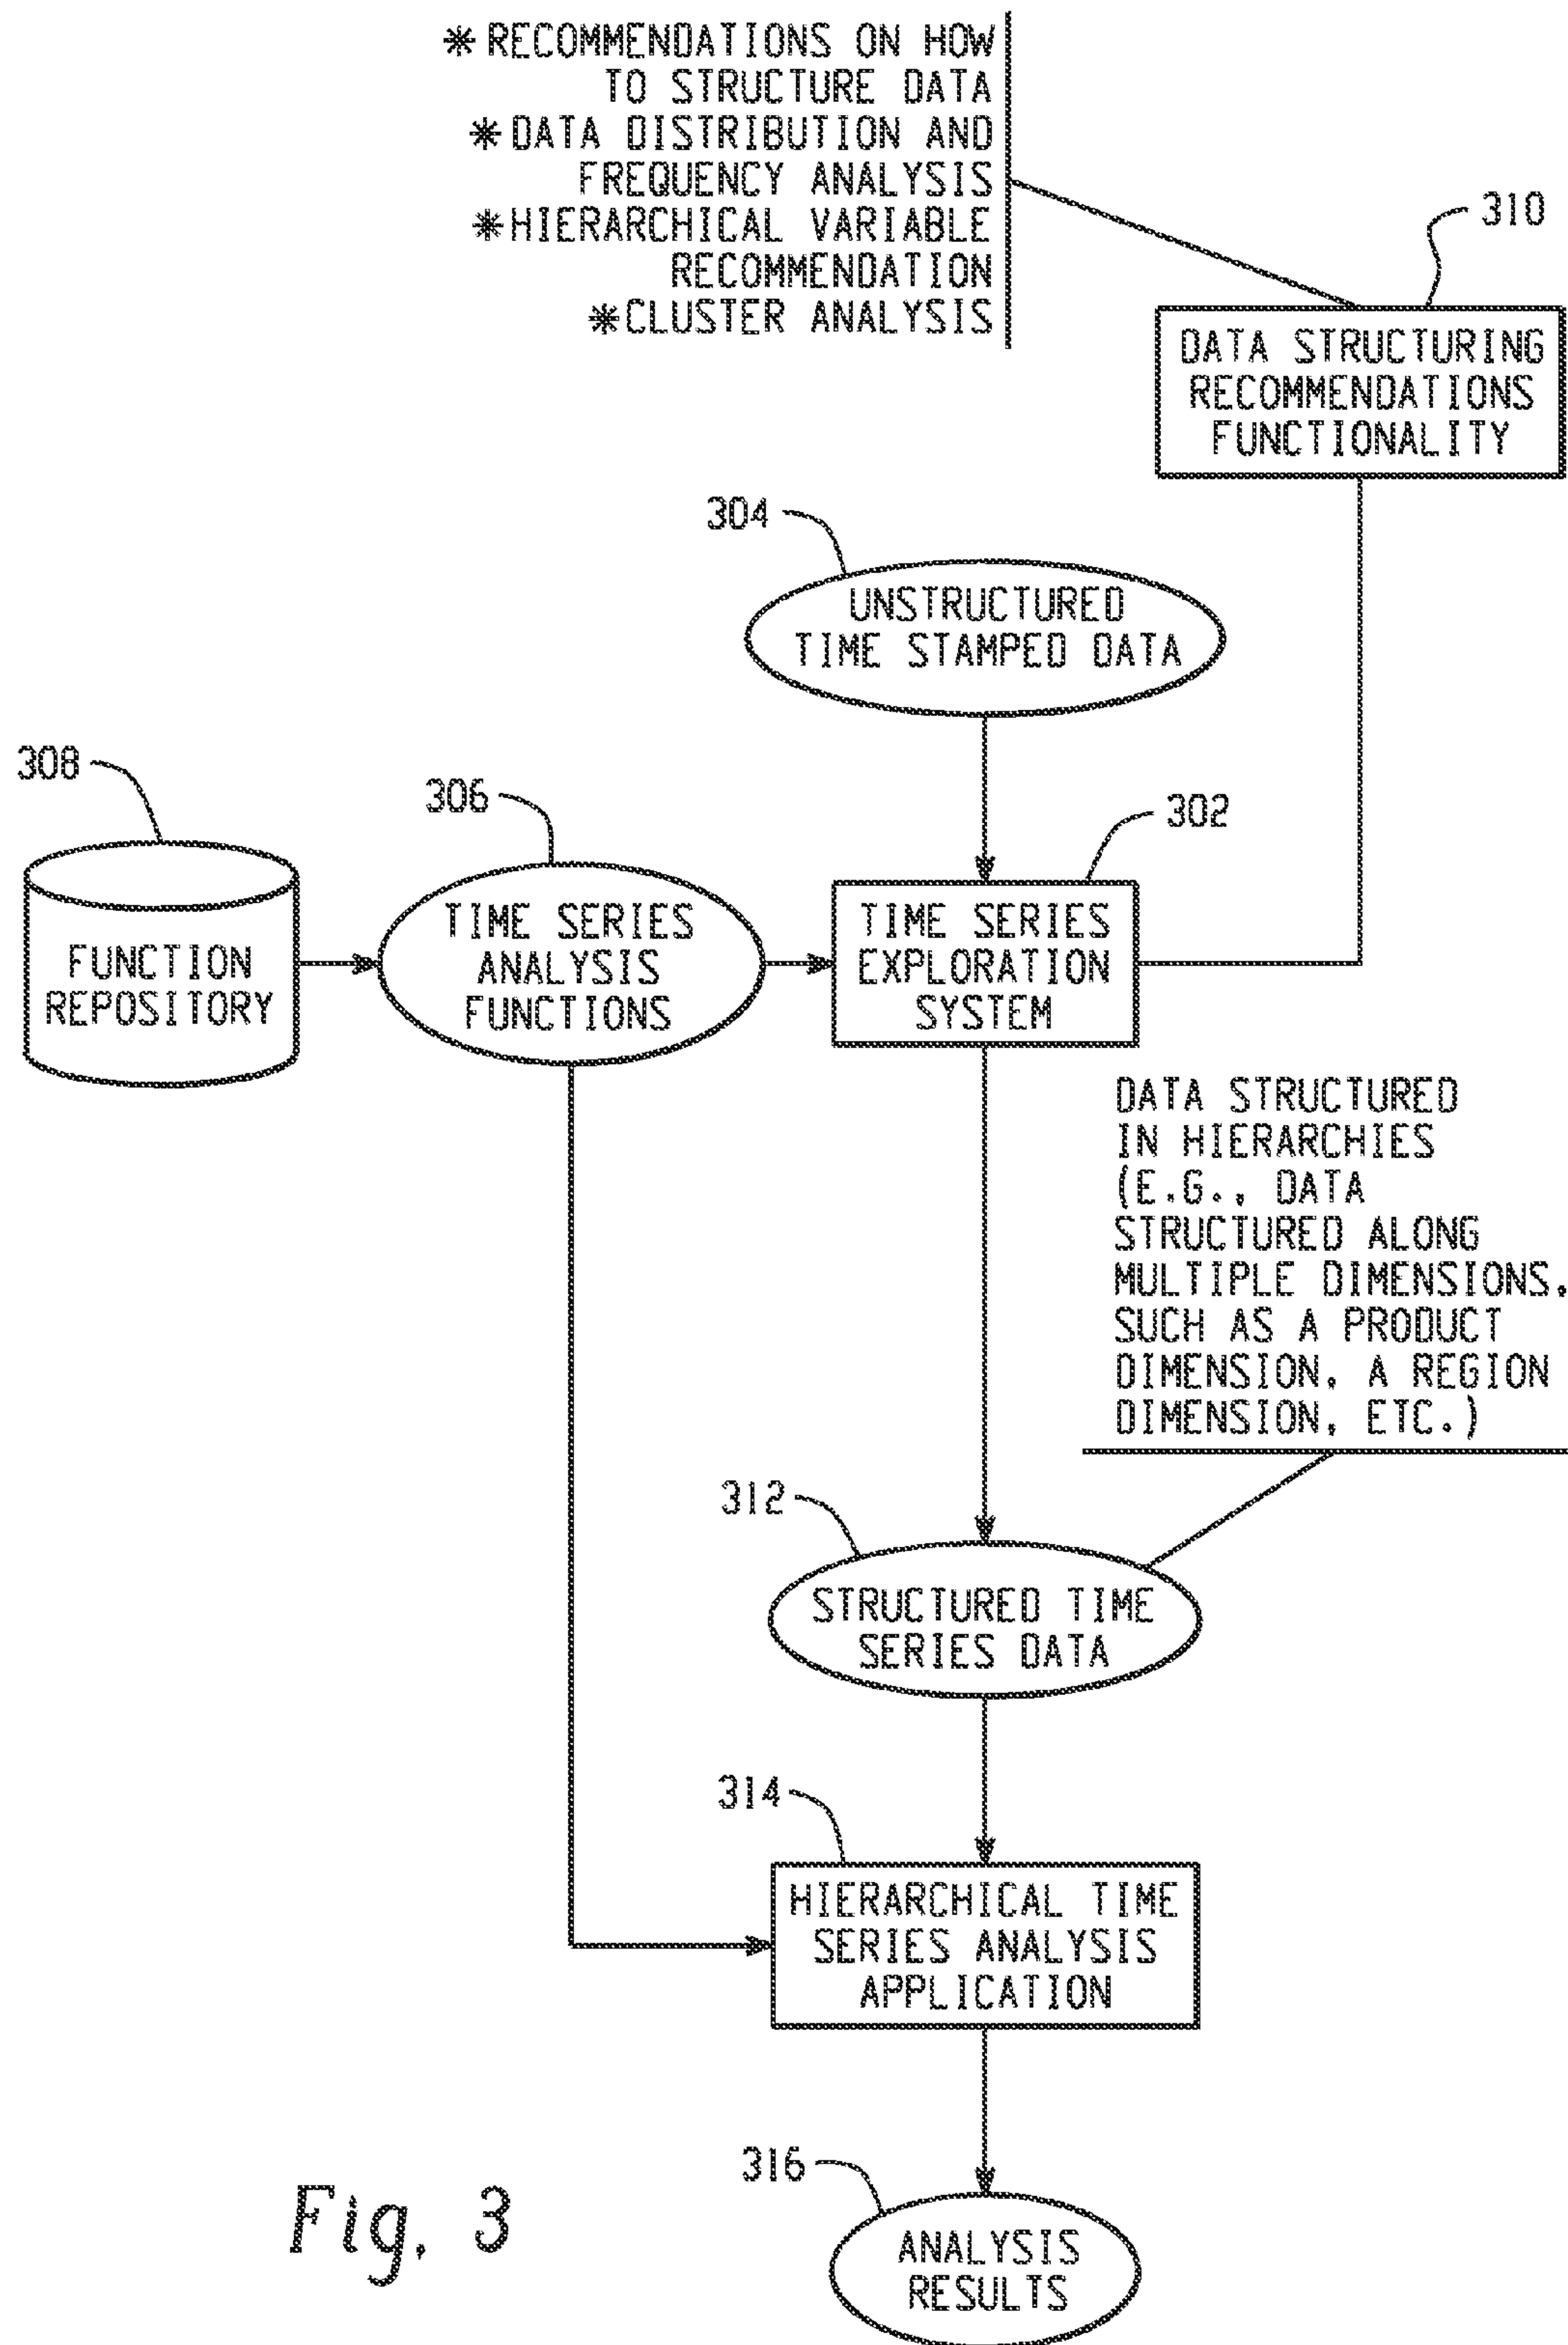 * RECOMMENDATIONS ON HOW
TO STRUCTURE DATA
* DATA DISTRIBUTION AND
FREQUENCY ANALYSIS
* HIERARCHICAL VARIABLE
RECOMMENDATION
* CLUSTER ANALYSIS
310
DATA STRUCTURING
RECOMMENDATIONS
FUNCTIONALITY
304
UNSTRUCTURED
TIME STAMPED DATA
308
306
302
FUNCTION
REPOSITORY
TIME SERIES
ANALYSIS
FUNCTIONS
TIME SERIES
EXPLORATION
SYSTEM
DATA STRUCTURED
IN HIERARCHIES
(E.G., DATA
STRUCTURED ALONG
MULTIPLE DIMENSIONS,
SUCH AS A PRODUCT
DIMENSION, A REGION
DIMENSION, ETC.)
312
STRUCTURED TIME
SERIES DATA
314
HIERARCHICAL TIME
SERIES ANALYSIS
APPLICATION
316
ANALYSIS
RESULTS
Fig. 3